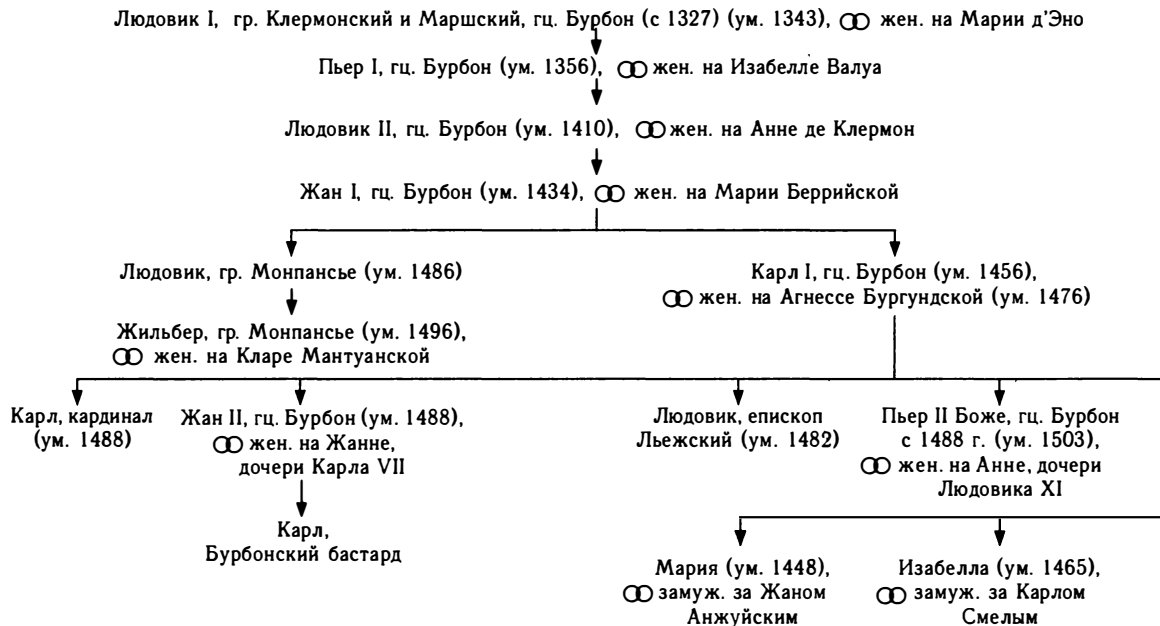 Людовик I, гр. Клермонский и Маршский, гц. Бурбон (с 1327) (ум. 1343), жен. на Марии д'Эно
Пьер I, гц. Бурбон (ум. 1356), жен. на Изабелле Валуа
Людовик II, гц. Бурбон (ум. 1410), жен. на Анне де Клермон
Жан I, гц. Бурбон (ум. 1434), жен. на Марии Беррийской
Людовик, гр. Монпансье (ум. 1486)
Жильбер, гр. Монпансье (ум. 1496),
жен. на Кларе Мантуанской
Карл I, гц. Бурбон (ум. 1456),
жен. на Агнессе Бургундской (ум. 1476)
Карл, кардинал
(ум. 1488)
Жан II, гц. Бурбон (ум. 1488),
жен. на Жанне,
дочери Карла VII
Карл,
Бурбонский бастард
Людовик, епископ
Льежский (ум. 1482)
Пьер II Боже, гц. Бурбон
с 1488 г. (ум. 1503),
жен. на Анне, дочери
Людовика XI
Мария (ум. 1448),
замуж. за Жаном
Анжуйским
Изабелла (ум. 1465),
замуж. за Карлом
Смелым